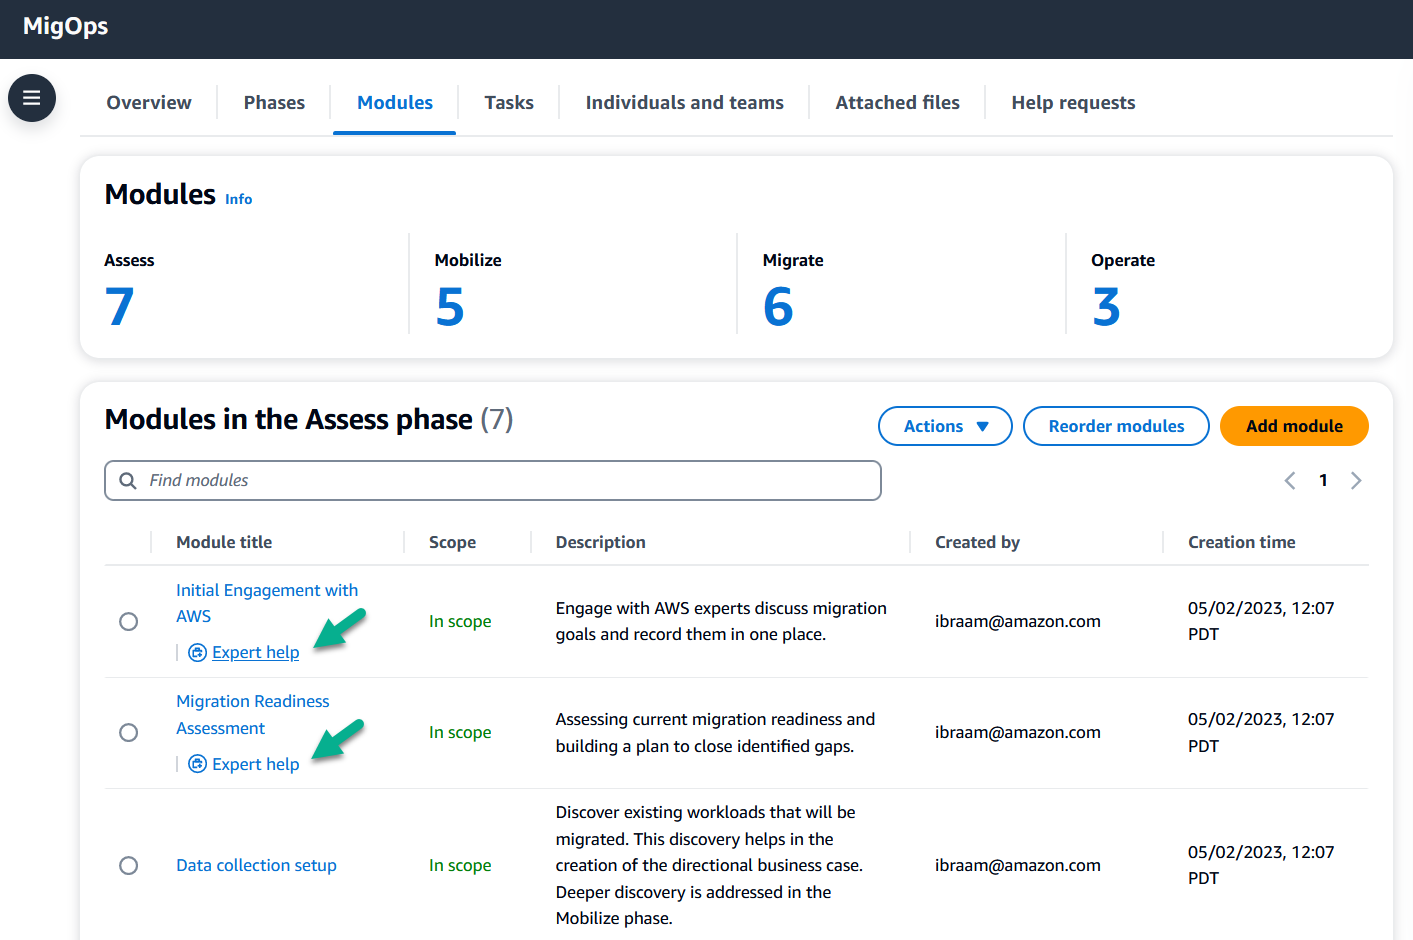 MigOps
Overview
Phases
Modules
Tasks
Individuals and teams
Attached files
Help requests
Modules Info
Assess
7
Mobilize
5
Migrate
6
Operate
3
Modules in the Assess phase (7)
Actions
Reorder modules
Add module
Find modules
1
Module title
Scope
Description
Created by
Creation time
Initial Engagement with
AWS
Expert help
In scope
Engage with AWS experts discuss migration
goals and record them in one place.
ibraam@amazon.com
05/02/2023, 12:07
PDT
Migration Readiness
Assessment
Expert help
In scope
Assessing current migration readiness and
building a plan to close identified gaps.
ibraam@amazon.com
05/02/2023, 12:07
PDT
Data collection setup
In scope
Discover existing workloads that will be
migrated. This discovery helps in the
creation of the directional business case.
Deeper discovery is addressed in the
Mobilize phase.
ibraam@amazon.com
05/02/2023, 12:07
PDT